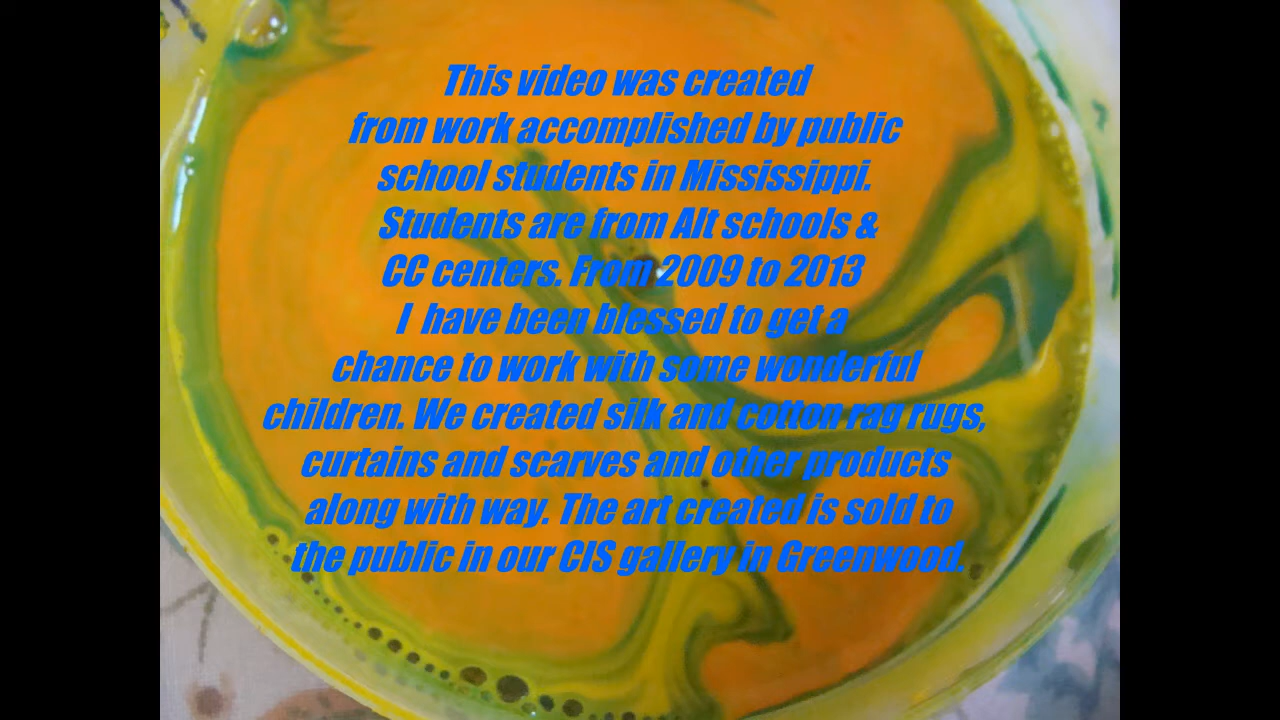 This video was created
from work accomplished by public
school students in Mississippi.
Students are from Alt schools &
CC centers. From 2009 to 2013
I have been blessed to get a
chance to work with some wonderful
children. We created silk and cotton rag rugs,
curtains and scarves and other products
along with way. The art created is sold to
the public in our CIS gallery in Greenwood.